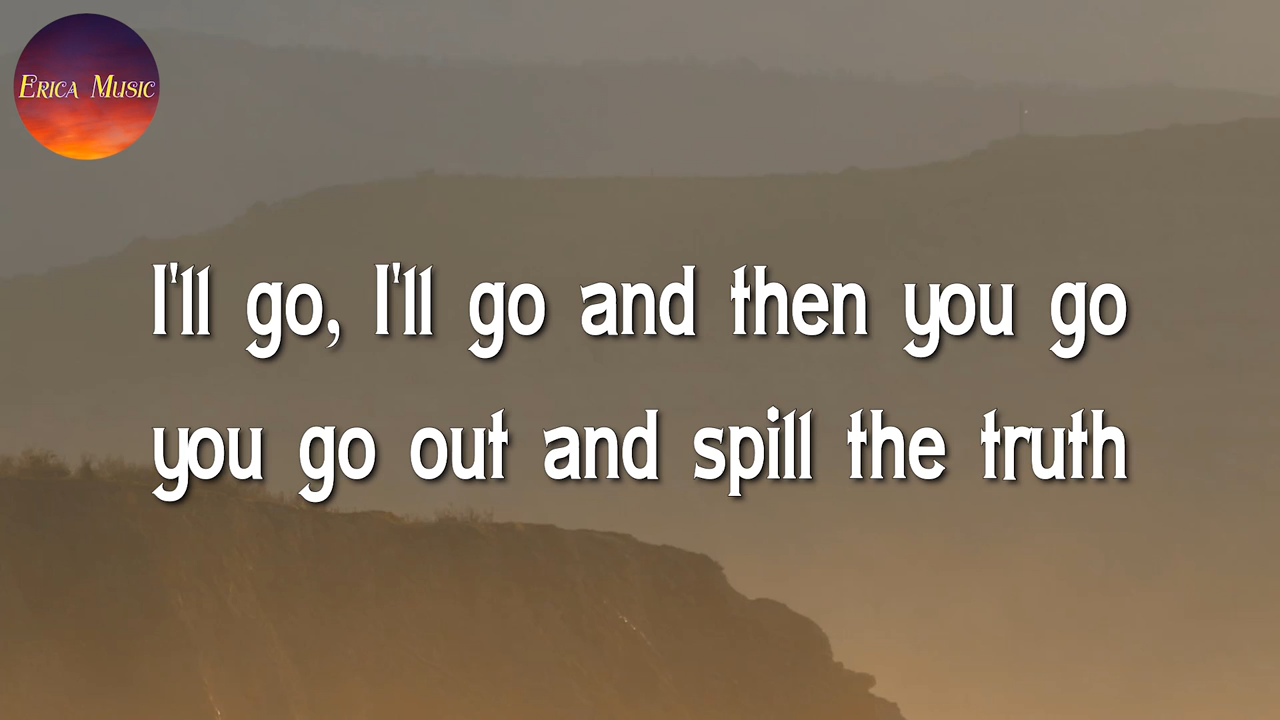 Erica Music
I'll go, I'll go and then you go
you go out and spill the truth